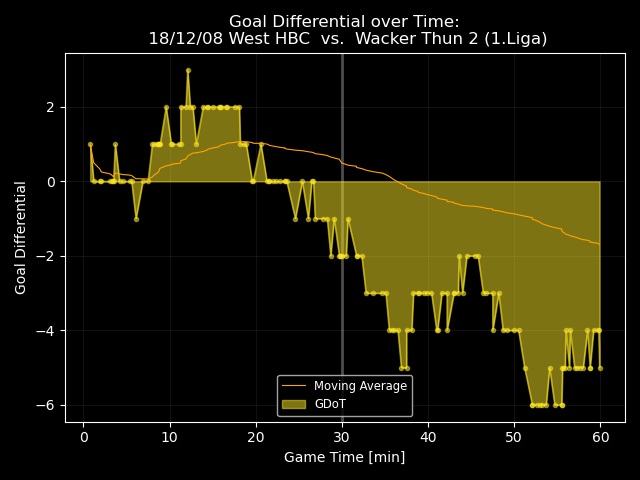 Goal Differential over Time:
18/12/08 West HBC  vs.  Wacker Thun 2 (1.Liga)
Goal Differential
2
0
−2
−4
−6
Moving Average
GDoT
0 10 20 30 40 50 60
Game Time [min]